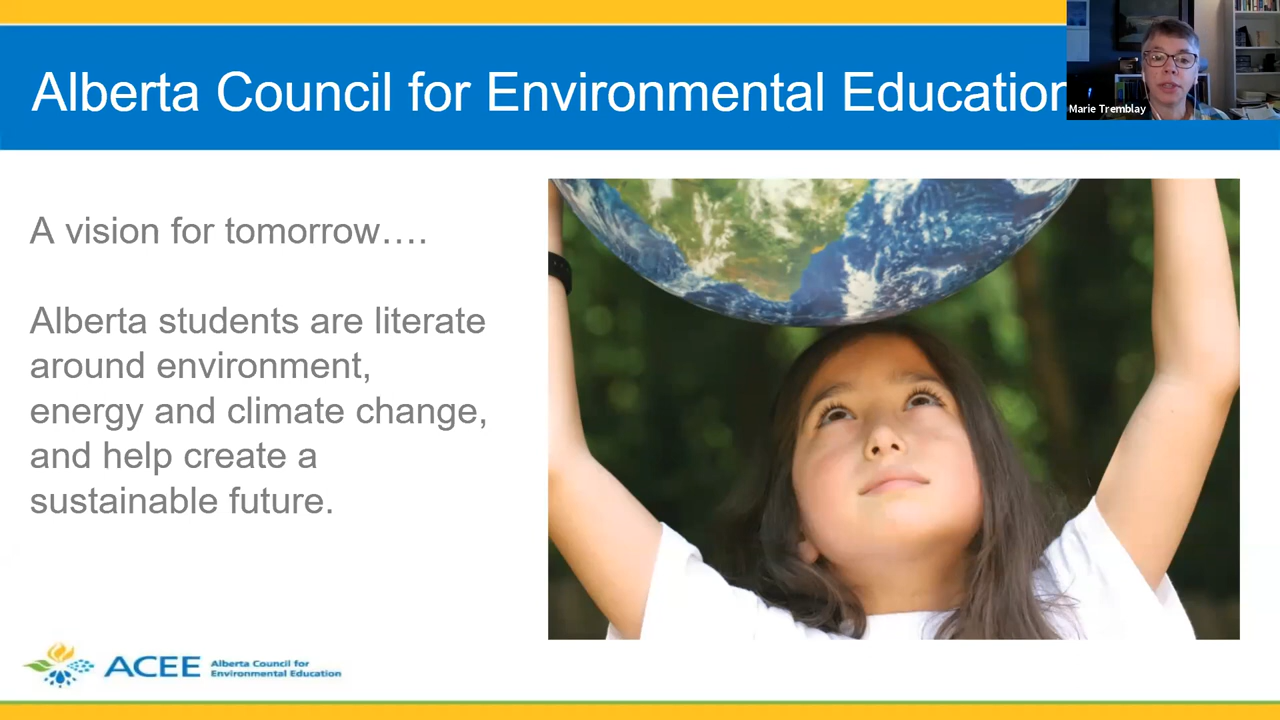 Alberta Council for Environmental Education
Marie Tremblay
A vision for tomorrow….
Alberta students are literate
around environment,
energy and climate change,
and help create a
sustainable future.
ACEE
Alberta Council for
Environmental Education